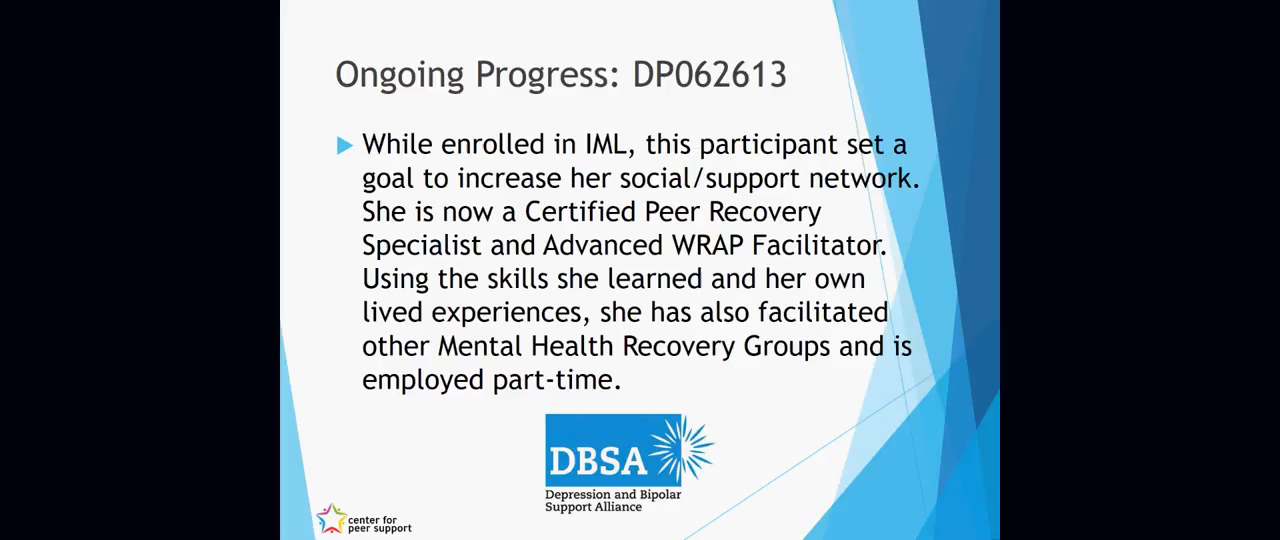 Ongoing Progress: DP062613
While enrolled in IML, this participant set a
goal to increase her social/support network.
She is now a Certified Peer Recovery
Specialist and Advanced WRAP Facilitator.
Using the skills she learned and her own
lived experiences, she has also facilitated
other Mental Health Recovery Groups and is
employed part-time.
DBSA
Depression and Bipolar
Support Alliance
center for
peer support